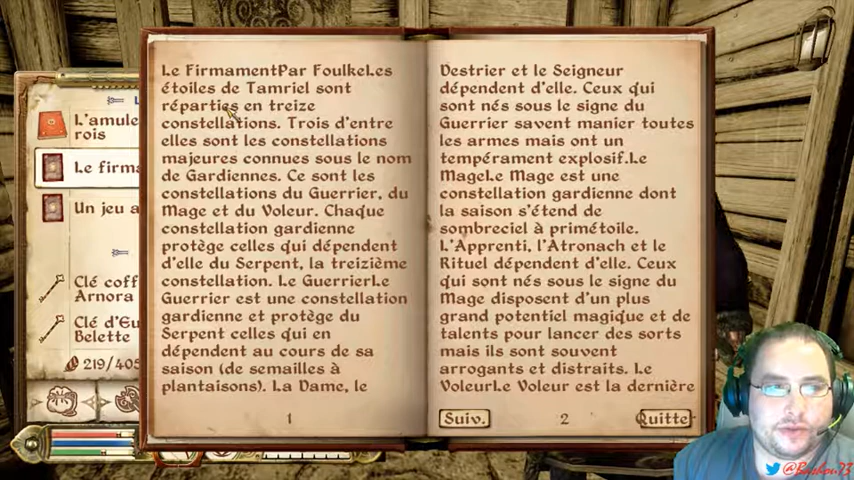 L'amule
rois
Le firma
Un jeu a
Clé coff
Arnora
Clé d'Eu
Belette
219/405
Le FirmamentPar FoulkeLes
étoiles de Tamriel sont
réparties en treize
constellations. Trois d'entre
elles sont les constellations
majeures connues sous le nom
de Gardiennes. Ce sont les
constellations du Guerrier, du
Mage et du Voleur. Chaque
constellation gardienne
protège celles qui dépendent
d'elle du Serpent, la treizième
constellation. Le GuerrierLe
Guerrier est une constellation
gardienne et protège du
Serpent celles qui en
dépendent au cours de sa
saison (de semailles à
plantaisons). La Dame, le
1
Destrier et le Seigneur
dépendent d'elle. Ceux qui
sont nés sous le signe du
Guerrier savent manier toutes
les armes mais ont un
tempérament explosif.Le
MageLe Mage est une
constellation gardienne dont
la saison s'étend de
sombreciel à primétoile.
L'Apprenti, l'Atronach et le
Rituel dépendent d'elle. Ceux
qui sont nés sous le signe du
Mage disposent d'un plus
grand potentiel magique et de
talents pour lancer des sorts
mais ils sont souvent
arrogants et distraits. Le
VoleurLe Voleur est la dernière
Suiv.
2
Quitte
@Bashou73